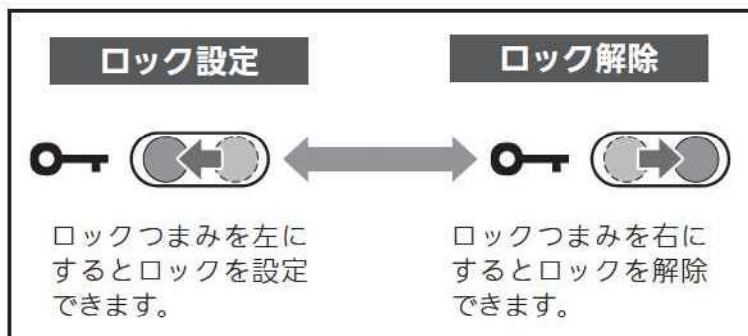 ロック設定
ロックつまみを左に
するとロックを設定
できます。
ロック解除
ロックつまみを右に
するとロックを解除
できます。